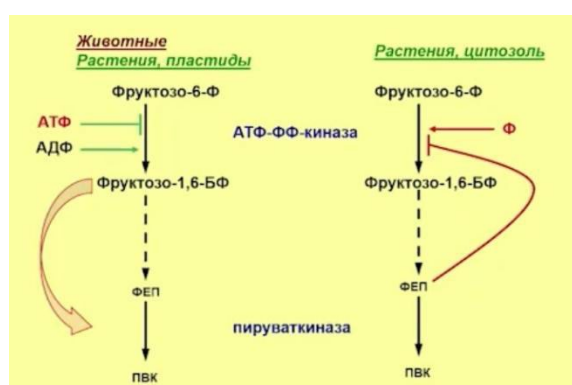 Животные
Растения, пластиды
Растения, цитозоль
Фруктозо-6-Ф
Фруктозо-6-Ф
АТФ
АДФ
АТФ-ФФ-киназа
Ф
Фруктозо-1,6-БФ
Фруктозо-1,6-БФ
ФЕП
ФЕП
пируваткиназа
ПВК
ПВК